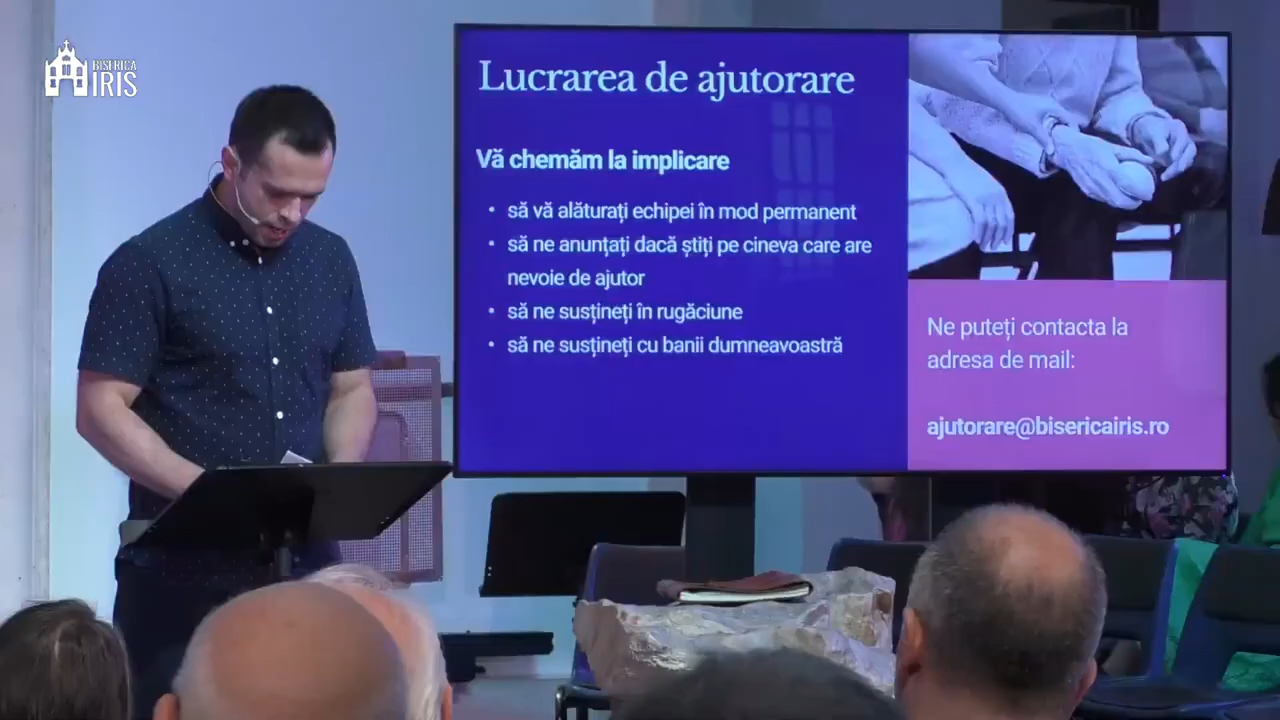 BISERICA
IRIS
Lucrarea de ajutorare
Vă chemăm la implicare
• să vă alăturați echipei în mod permanent
• să ne anunțați dacă știți pe cineva care are
nevoie de ajutor
• să ne susțineți în rugăciune
• să ne susțineți cu banii dumneavoastră
Ne puteți contacta la
adresa de mail:
ajutorare@bisericairis.ro